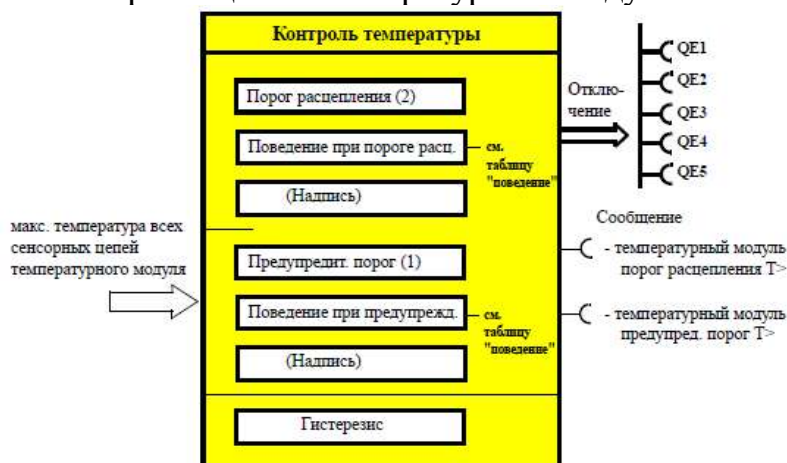 Контроль температуры
Порог расцепления (2)
Поведение при пороге расц.
см.
таблицу
"поведение"
(Надпись)
макс. температура всех
сенсорных цепей
температурного модуля
Предупредит. порог (1)
Поведение при предупрежд.
см.
таблицу
"поведение"
(Надпись)
Гистерезис
Отклю-
чение
QE1
QE2
QE3
QE4
QE5
Сообщение
- температурный модуль
порог расцепления T>
- температурный модуль
предупред. порог T>